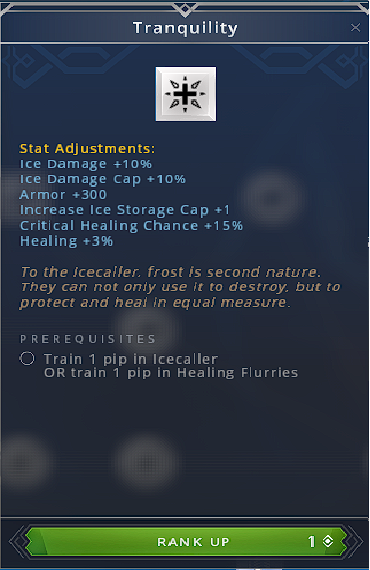 Tranquility
Stat Adjustments:
Ice Damage +10%
Ice Damage Cap +10%
Armor +300
Increase Ice Storage Cap +1
Critical Healing Chance +15%
Healing +3%
To the Icecaller, frost is second nature.
They can not only use it to destroy, but to
protect and heal in equal measure.
PREREQUISITES
Train 1 pip in Icecaller
OR train 1 pip in Healing Flurries
RANK UP 1